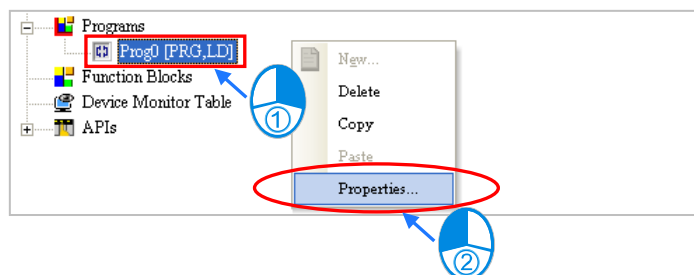 Programs
Prog0 [PRG,LD]
Function Blocks
Device Monitor Table
APIs
New...
Delete
Copy
Paste
Properties...
①
②